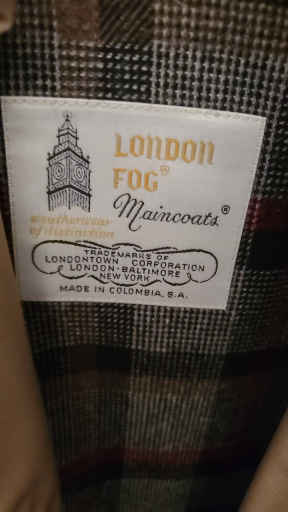 LONDON
FOG®
Maincoats®
weatherwear
of distinction
TRADEMARKS OF
LONDONTOWN CORPORATION
LONDON·BALTIMORE
NEW YORK
MADE IN COLOMBIA, S.A.